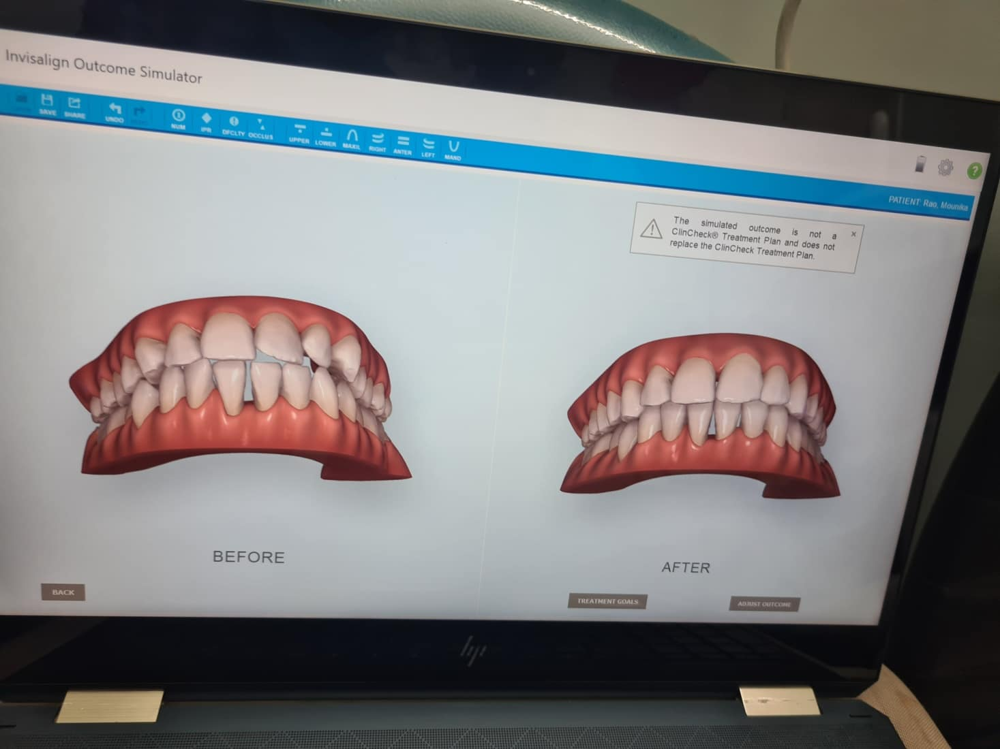 Invisalign Outcome Simulator
SAVE SHARE UNDO NUM IPR DFCLTY OCCLUS UPPER LOWER MAXIL RIGHT ANTER LEFT MAND
?
PATIENT: Rao, Mounika
The simulated outcome is not a
ClinCheck® Treatment Plan and does not
replace the ClinCheck Treatment Plan.
BEFORE
AFTER
BACK
TREATMENT GOALS
ADJUST OUTCOME
hp